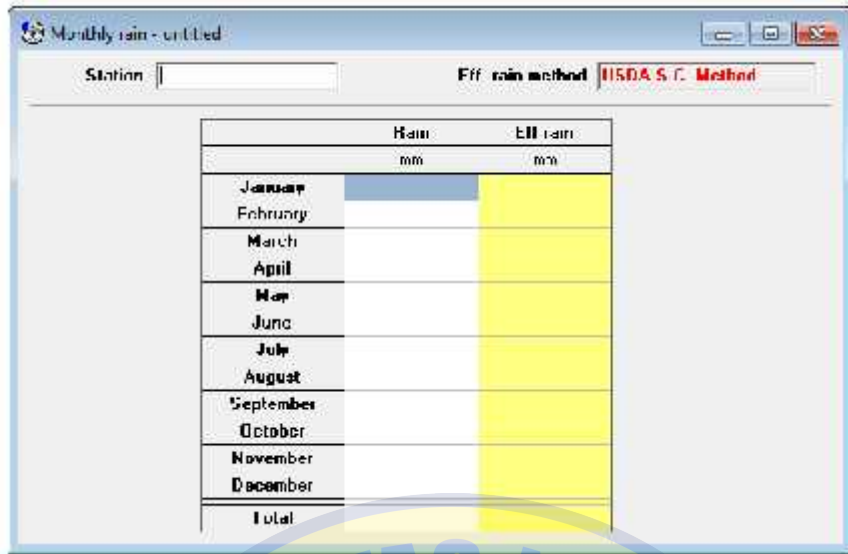 Monthly rain - untitled
Station Eff. rain method USDA S.C. Method
Rain Eff rain
mm mm
January
February
March
April
May
June
July
August
September
October
November
December
Total